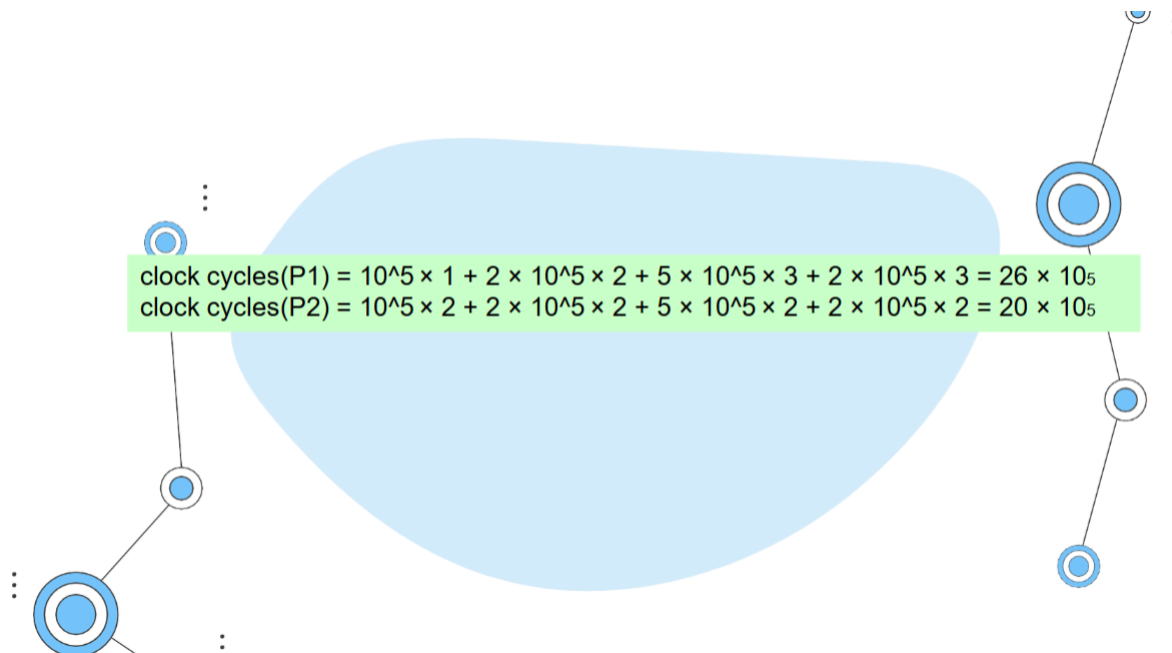 clock cycles(P1) = 10^5 × 1 + 2 × 10^5 × 2 + 5 × 10^5 × 3 + 2 × 10^5 × 3 = 26 × 10₅
clock cycles(P2) = 10^5 × 2 + 2 × 10^5 × 2 + 5 × 10^5 × 2 + 2 × 10^5 × 2 = 20 × 10₅